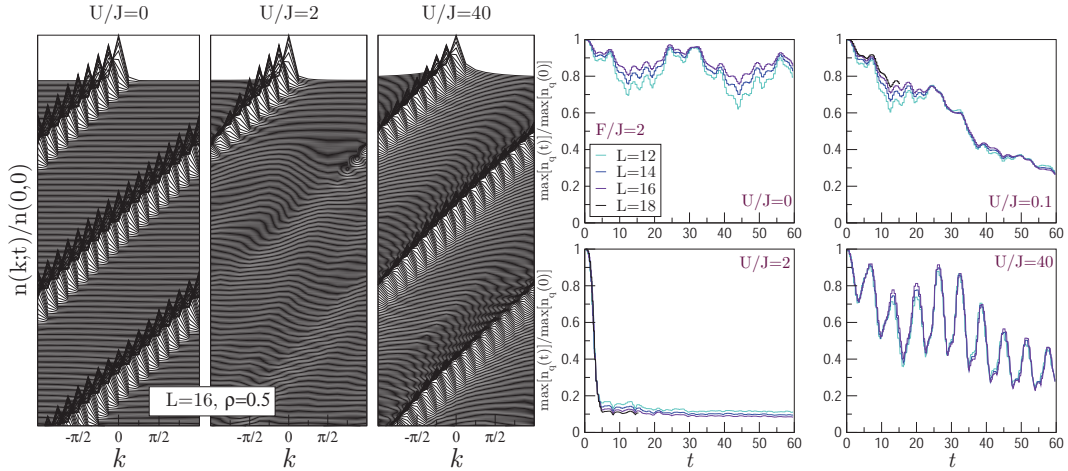 U/J=0
U/J=2
U/J=40
n(k;t)/n(0,0)
L=16, ρ=0.5
-π/2 0 π/2
-π/2 0 π/2
-π/2 0 π/2
k
k
k
max[n_q(t)]/max[n_q(0)]
1
0.8
0.6
0.4
0.2
0
F/J=2
L=12
L=14
L=16
L=18
U/J=0
0 10 20 30 40 50 60
1
0.8
0.6
0.4
0.2
0
U/J=0.1
0 10 20 30 40 50 60
max[n_q(t)]/max[n_q(0)]
1
0.8
0.6
0.4
0.2
0
U/J=2
0 10 20 30 40 50 60
t
1
0.8
0.6
0.4
0.2
0
U/J=40
0 10 20 30 40 50 60
t